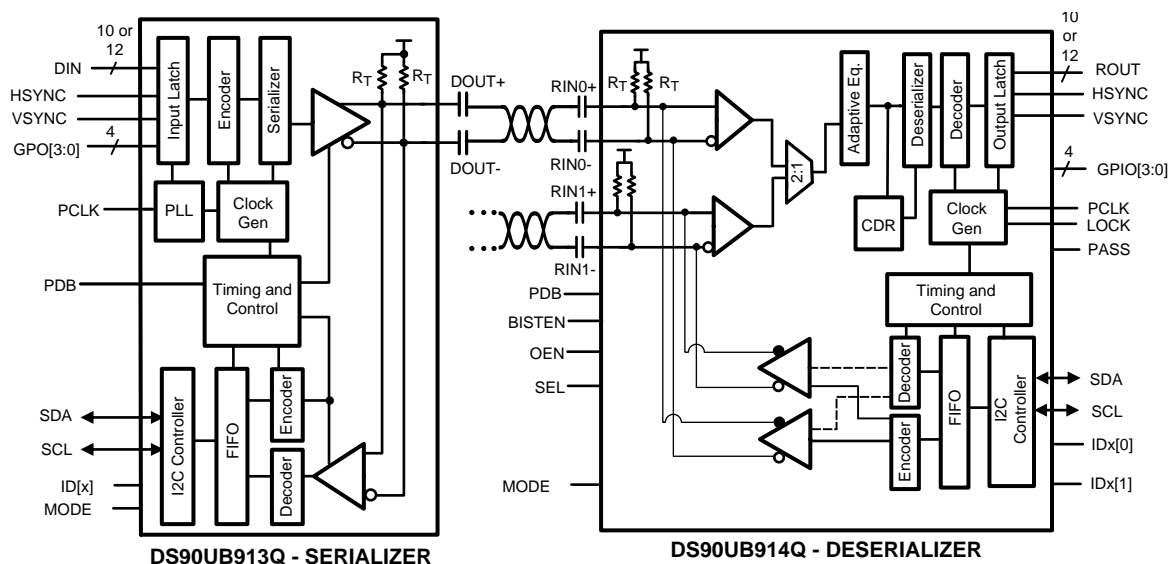 10 or
12
DIN
HSYNC
VSYNC
4
GPO[3:0]
PCLK
PDB
SDA
SCL
ID[x]
MODE
Input Latch
Encoder
Serializer
PLL
Clock
Gen
Timing and
Control
I2C Controller
FIFO
Encoder
Decoder
RT
RT
DOUT+
DOUT-
DS90UB913Q - SERIALIZER
RIN0+
RIN0-
RIN1+
RIN1-
RT
RT
PDB
BISTEN
OEN
SEL
MODE
2:1
Adaptive Eq.
Deserializer
Decoder
Output Latch
CDR
Clock
Gen
Timing and
Control
Decoder
Encoder
FIFO
I2C
Controller
10
or
12
ROUT
HSYNC
VSYNC
4
GPIO[3:0]
PCLK
LOCK
PASS
SDA
SCL
IDx[0]
IDx[1]
DS90UB914Q - DESERIALIZER